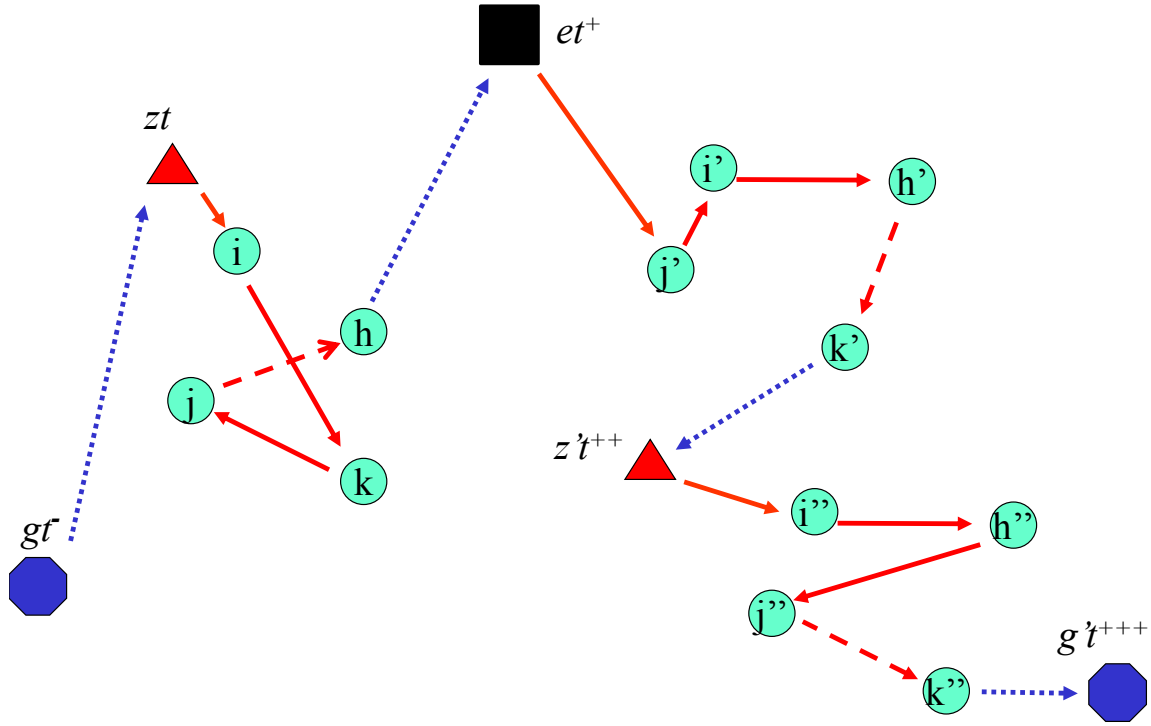 et⁺
zt
i’
h’
i
j’
h
k’
j
z’t⁺⁺
k
i’’
h’’
gt⁻
j’’
g’t⁺⁺⁺
k’’